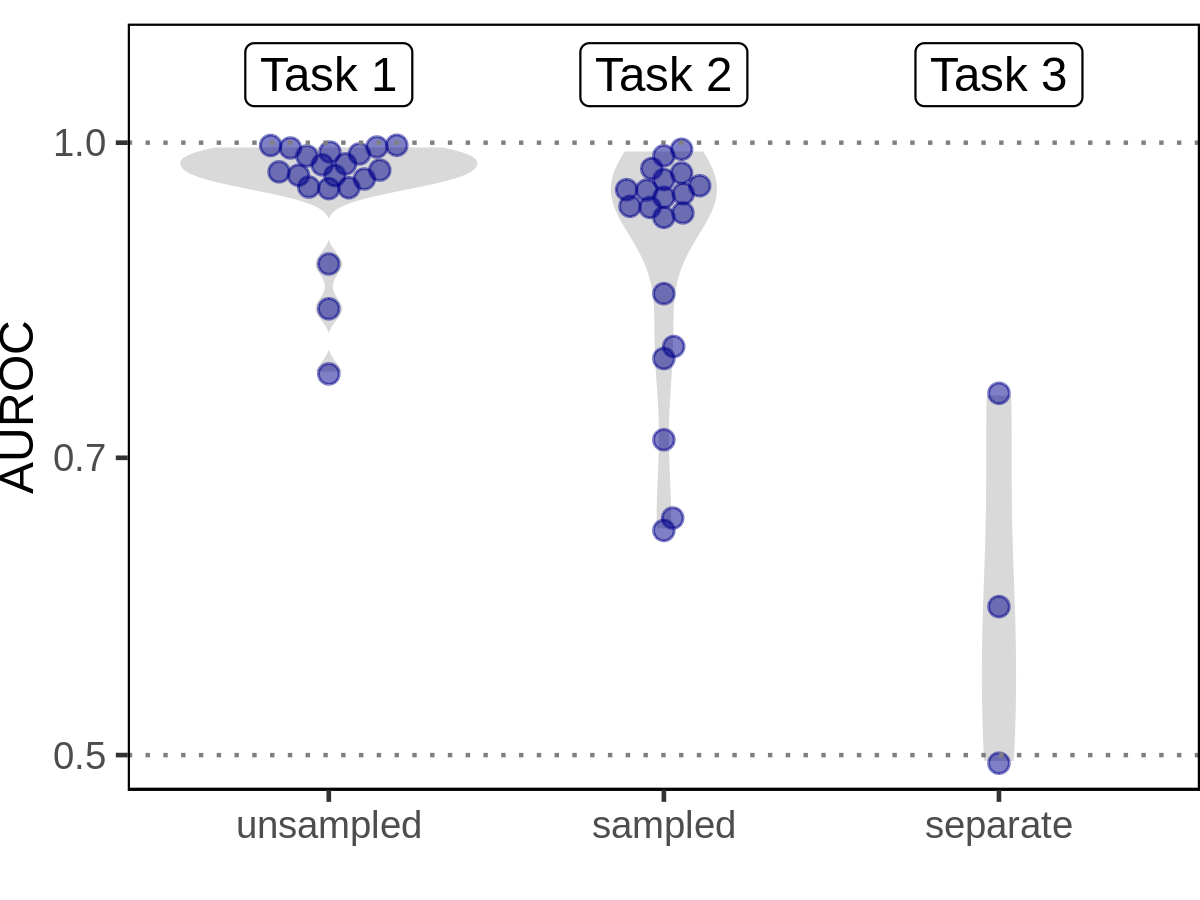 Task 1
Task 2
Task 3
1.0
0.7
0.5
AUROC
unsampled
sampled
separate